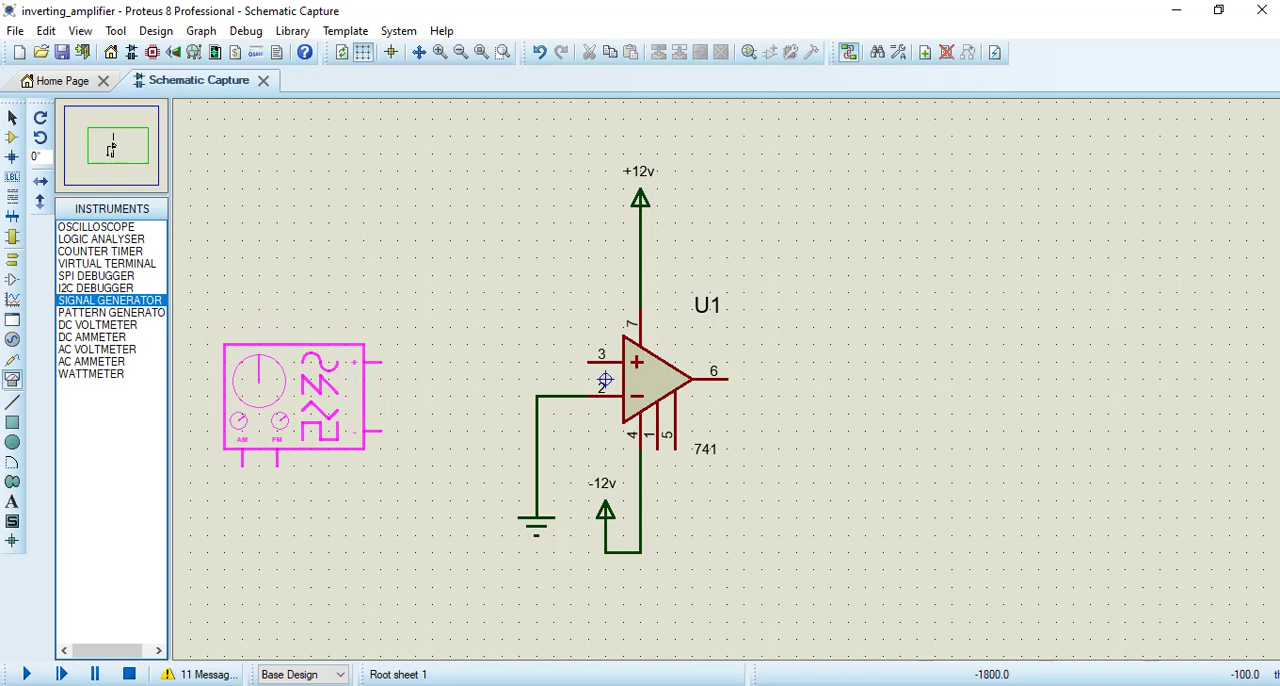 inverting_amplifier - Proteus 8 Professional - Schematic Capture
File Edit View Tool Design Graph Debug Library Template System Help
Home Page Schematic Capture
LBL
0°
INSTRUMENTS
OSCILLOSCOPE
LOGIC ANALYSER
COUNTER TIMER
VIRTUAL TERMINAL
SPI DEBUGGER
I2C DEBUGGER
SIGNAL GENERATOR
PATTERN GENERATO
DC VOLTMETER
DC AMMETER
AC VOLTMETER
AC AMMETER
WATTMETER
+12v
U1
7
3
6
2
4 1 5
741
-12v
AM FM
A
S
11 Messag... Base Design Root sheet 1 -1800.0 -100.0 th